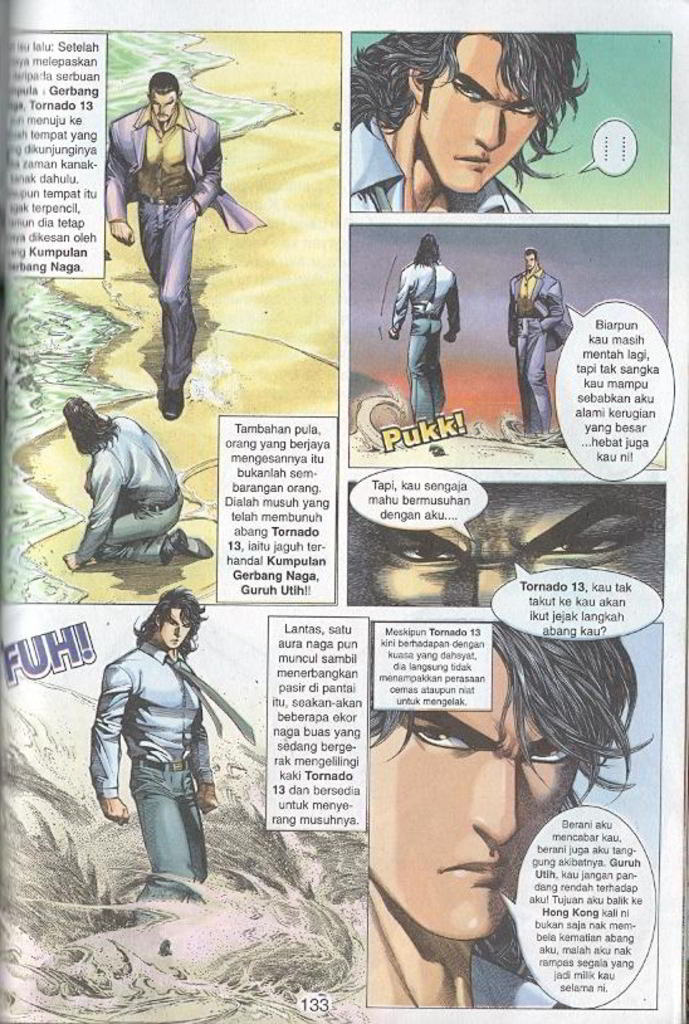 lalu: Setelah
melepaskan
daripada serbuan
: Gerbang
Tornado 13
menuju ke
tempat yang
dikunjunginya
zaman kanak-
kanak dahulu.
tempat itu
terpencil,
dia
dikesan oleh
Kumpulan
Gerbang Naga.
Tambahan pula,
orang yang berjaya
mengesannya itu
bukanlah sem-
barangan orang.
Dialah musuh yang
telah membunuh
abang Tornado
13, iaitu jaguh ter-
handal Kumpulan
Gerbang Naga,
Guruh Utih!!
Biarpun
kau masih
mentah lagi,
tapi tak sangka
kau mampu
sebabkan aku
alami kerugian
yang besar
...hebat juga
kau ni!
Pukk!
Tapi, kau sengaja
mahu bermusuhan
dengan aku....
Tornado 13, kau tak
takut ke kau akan
ikut jejak langkah
abang kau?
FUH!
Lantas, satu
aura naga pun
muncul sambil
menerbangkan
pasir di pantai
itu, seakan-akan
beberapa ekor
naga buas yang
sedang berge-
rak mengelilingi
kaki Tornado
13 dan bersedia
untuk menye-
rang musuhnya.
Meskipun Tornado 13
kini berhadapan-dengan
kuasa yang dahsyat,
dia langsung tidak
menampakkan perasaan
cemas ataupun niat
untuk mengelak.
Berani aku
mencabar kau,
berani juga aku tang-
gung akibatnya. Guruh
Utih, kau jangan pan-
dang rendah terhadap
aku! Tujuan aku balik ke
Hong Kong kali ni
bukan saja nak mem-
bela kematian abang
aku, malah aku nak
rampas segala yang
jadi milik kau
selama ni.
133